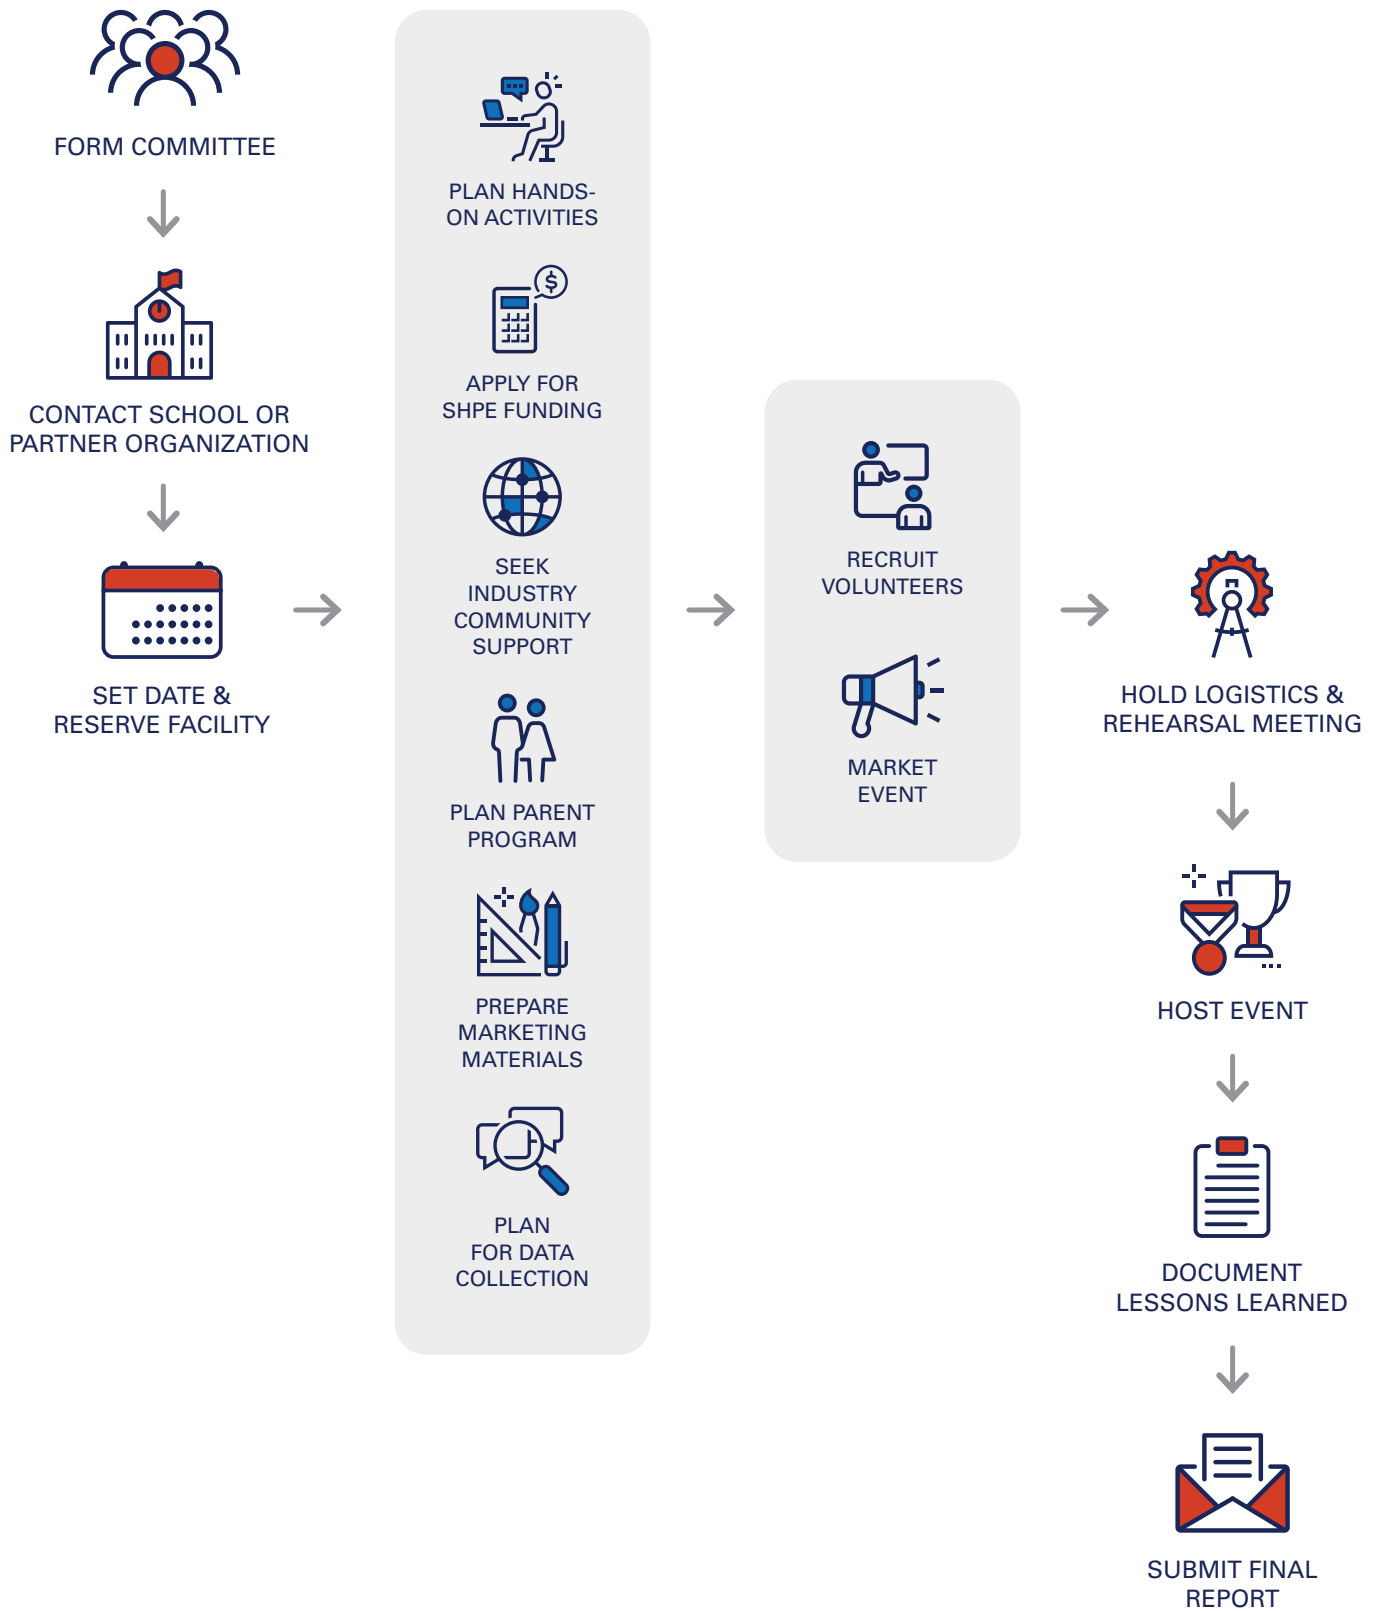 FORM COMMITTEE
CONTACT SCHOOL OR
PARTNER ORGANIZATION
SET DATE &
RESERVE FACILITY
PLAN HANDS-
ON ACTIVITIES
$
APPLY FOR
SHPE FUNDING
SEEK
INDUSTRY
COMMUNITY
SUPPORT
PLAN PARENT
PROGRAM
PREPARE
MARKETING
MATERIALS
PLAN
FOR DATA
COLLECTION
RECRUIT
VOLUNTEERS
MARKET
EVENT
HOLD LOGISTICS &
REHEARSAL MEETING
HOST EVENT
DOCUMENT
LESSONS LEARNED
SUBMIT FINAL
REPORT